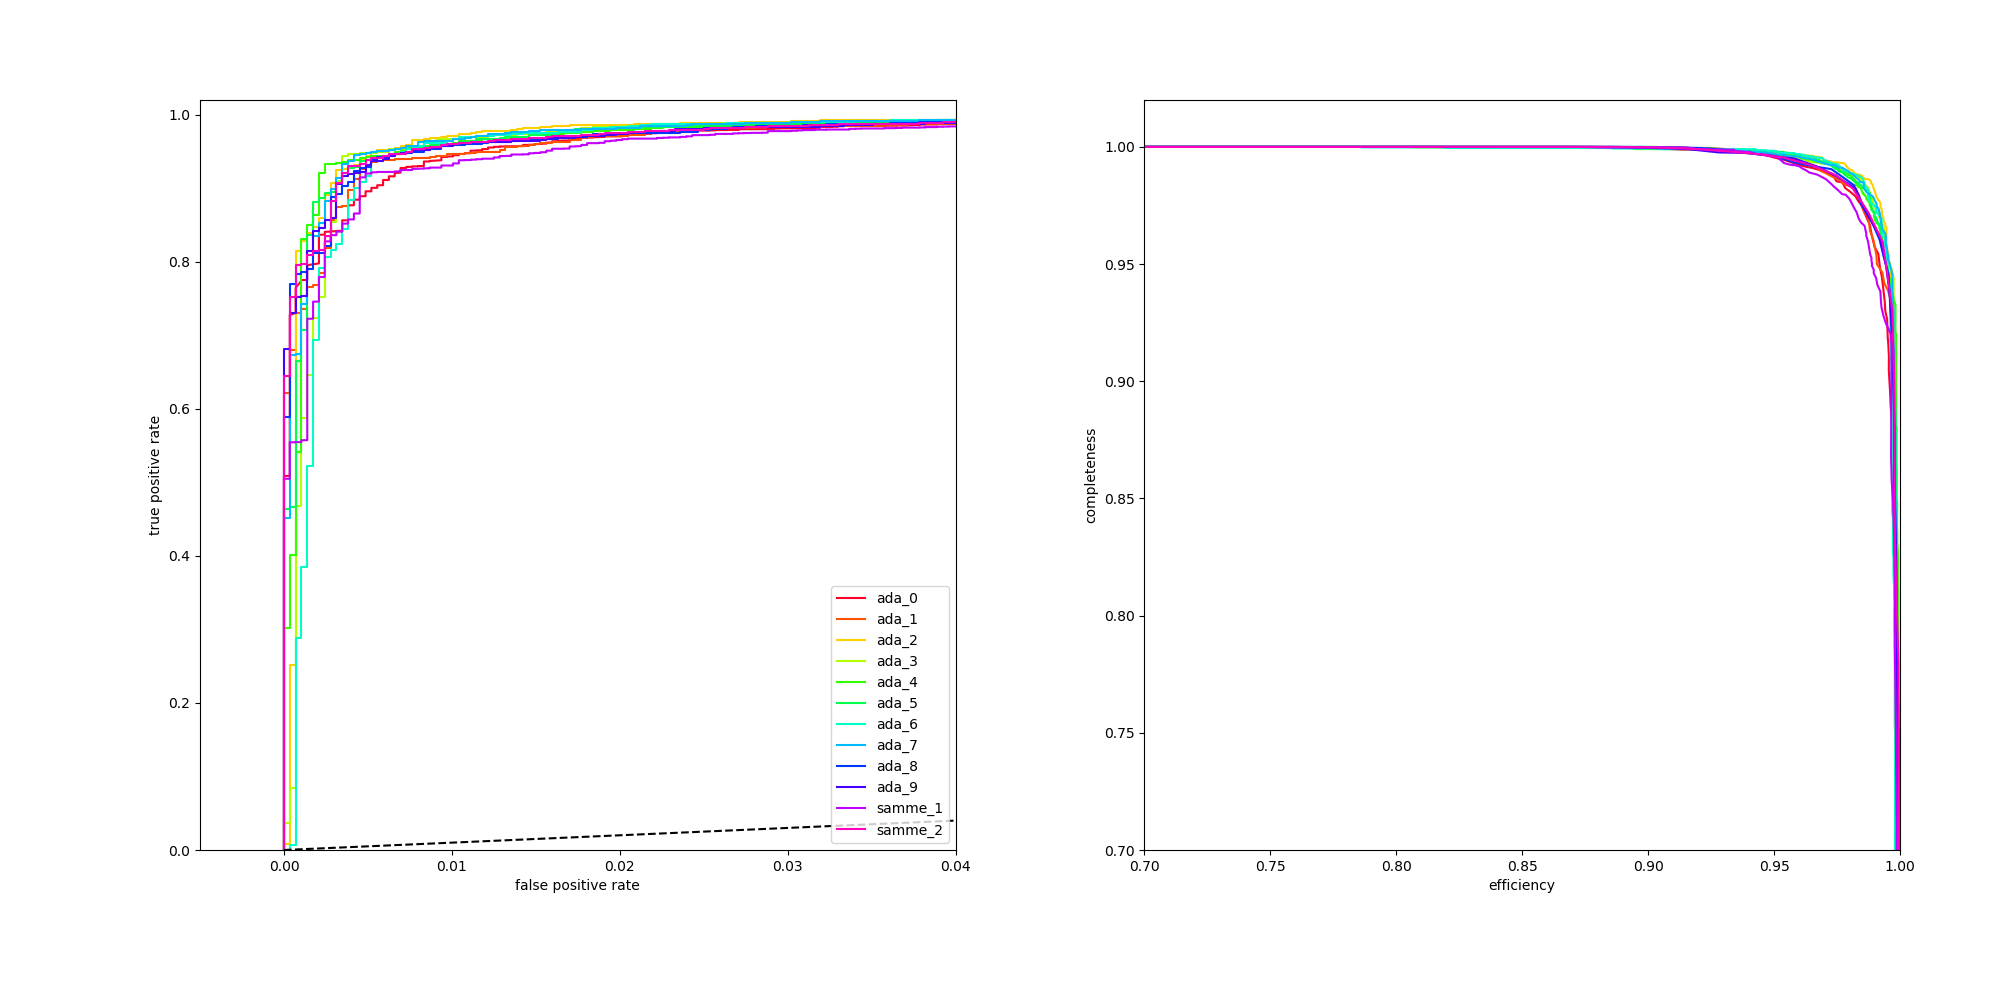 1.0
0.8
0.6
0.4
0.2
0.0
true positive rate
0.00
0.01
0.02
0.03
0.04
false positive rate
ada_0
ada_1
ada_2
ada_3
ada_4
ada_5
ada_6
ada_7
ada_8
ada_9
samme_1
samme_2
1.00
0.95
0.90
0.85
0.80
0.75
0.70
completeness
0.70
0.75
0.80
0.85
0.90
0.95
1.00
efficiency